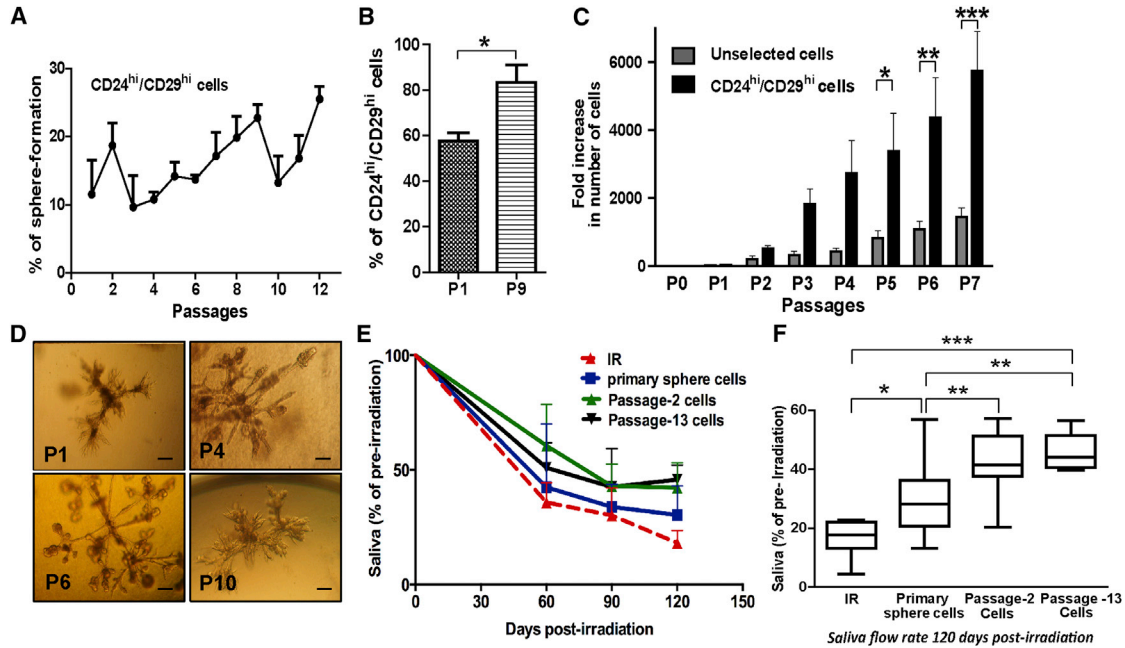 A
% of sphere-formation
30
20
10
0
CD24hi/CD29hi cells
0 2 4 6 8 10 12
Passages
B
% of CD24hi/CD29hi cells
100
80
60
40
20
0
*
P1 P9
C
Fold increase
in number of cells
6000
4000
2000
0
Unselected cells
CD24hi/CD29hi cells
*
**
***
P0 P1 P2 P3 P4 P5 P6 P7
Passages
D
P1
P4
P6
P10
E
Saliva (% of pre-irradiation)
100
50
0
IR
primary sphere cells
Passage-2 cells
Passage-13 cells
0 30 60 90 120 150
Days post-irradiation
F
Saliva (% of pre- Irradiation)
60
40
20
0
***
**
* **
IR Primary sphere cells Passage-2 Cells Passage -13 Cells
Saliva flow rate 120 days post-irradiation